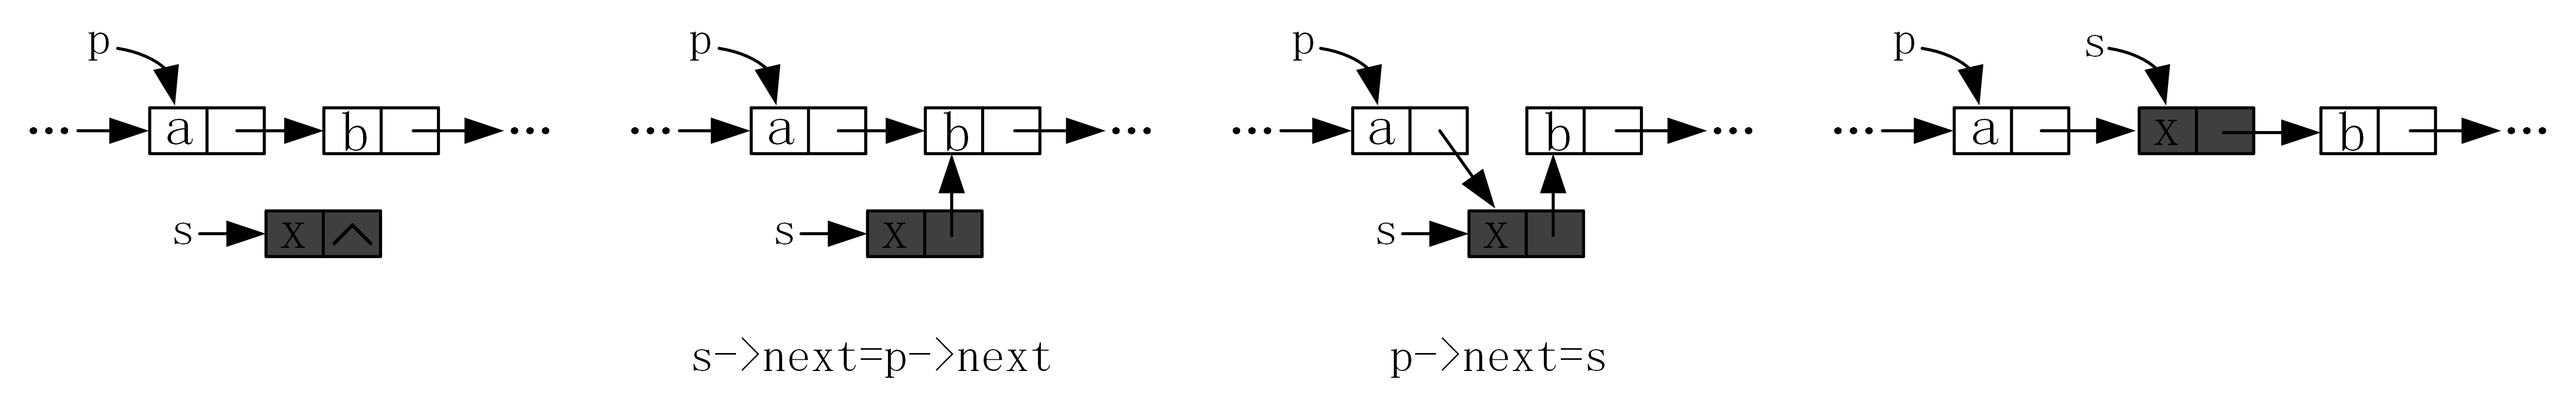 p p p p s
... a b ... ... a b ... ... a b ... ... a x b ...
s x ^ s x s x
s->next=p->next p->next=s